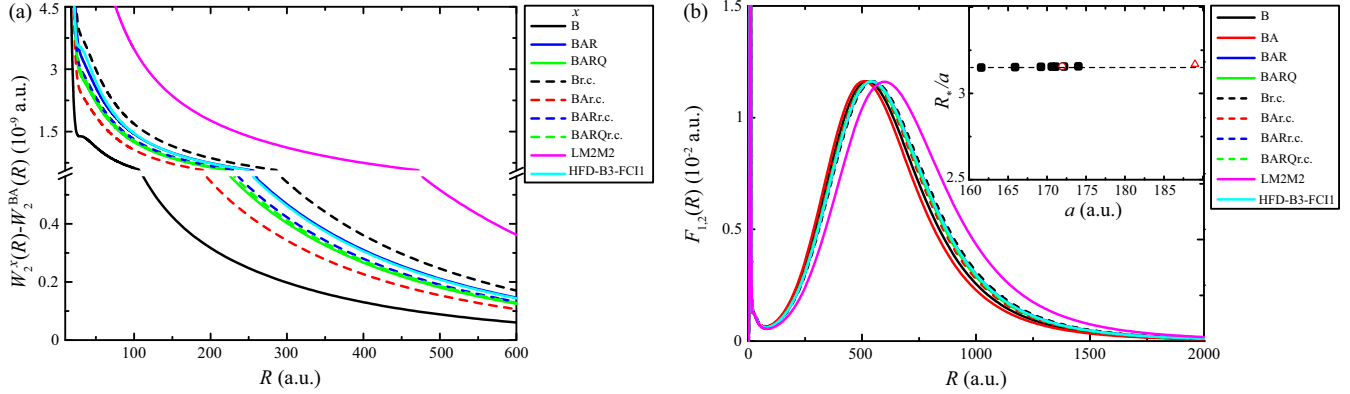 (a)
W₂ˣ(R)-W₂ᴮᴬ(R) (10⁻⁹ a.u.)
4.5
3
1.5
0.4
0.2
0
100
200
300
400
500
600
R (a.u.)
x
B
BAR
BARQ
Br.c.
BAr.c.
BARr.c.
BARQr.c.
LM2M2
HFD-B3-FCI1
(b)
F₁,₂(R) (10⁻² a.u.)
1.5
1
0.5
0
0
500
1000
1500
2000
R (a.u.)
R*/a
3
2.5
160
165
170
175
180
185
a (a.u.)
B
BA
BAR
BARQ
Br.c.
BAr.c.
BARr.c.
BARQr.c.
LM2M2
HFD-B3-FCI1